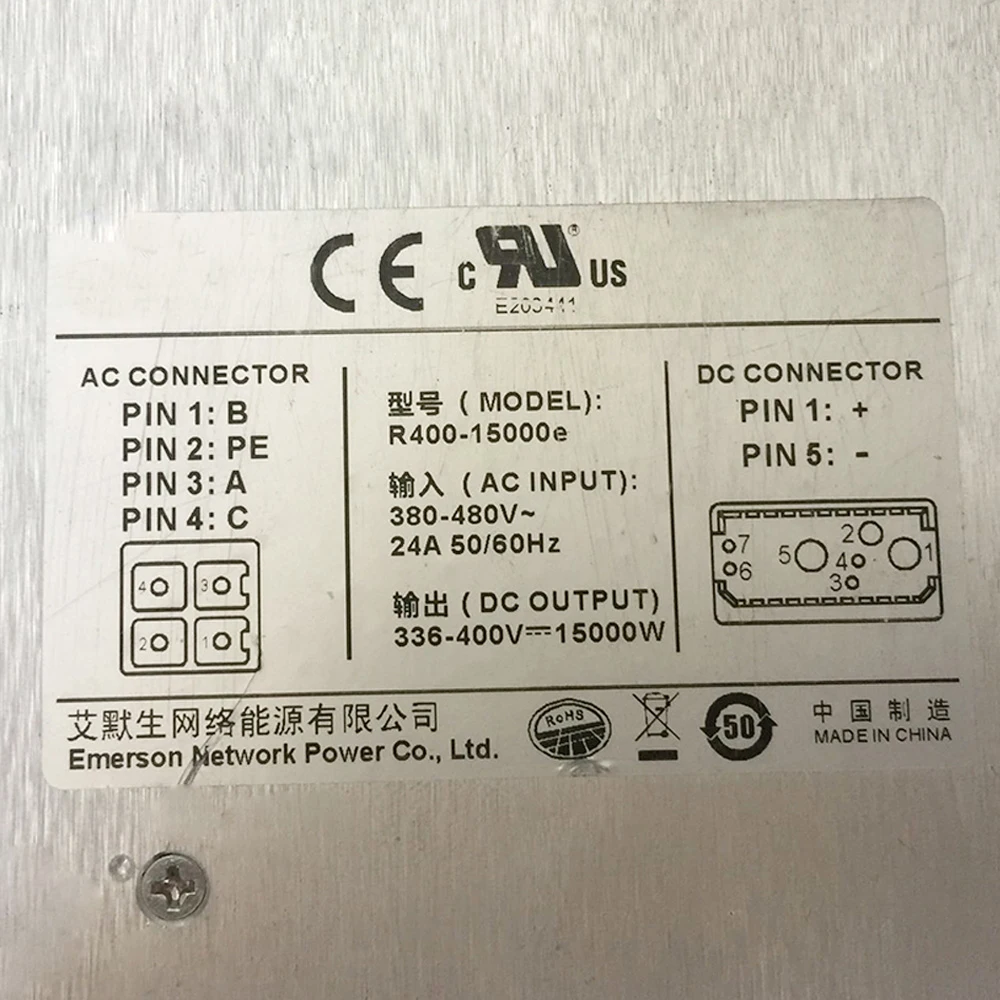 CE c RU® US
AC CONNECTOR
PIN 1: B
PIN 2: PE
PIN 3: A
PIN 4: C
4 3
2 1
型号 ( MODEL):
R400-15000e
输入 ( AC INPUT):
380-480V~
24A 50/60Hz
输出 ( DC OUTPUT)
336-400V⎓15000W
DC CONNECTOR
PIN 1: +
PIN 5: -
7 6 5 2 4 3 1
艾默生网络能源有限公司
Emerson Network Power Co., Ltd.
RoHS
50
中国制造
MADE IN CHINA